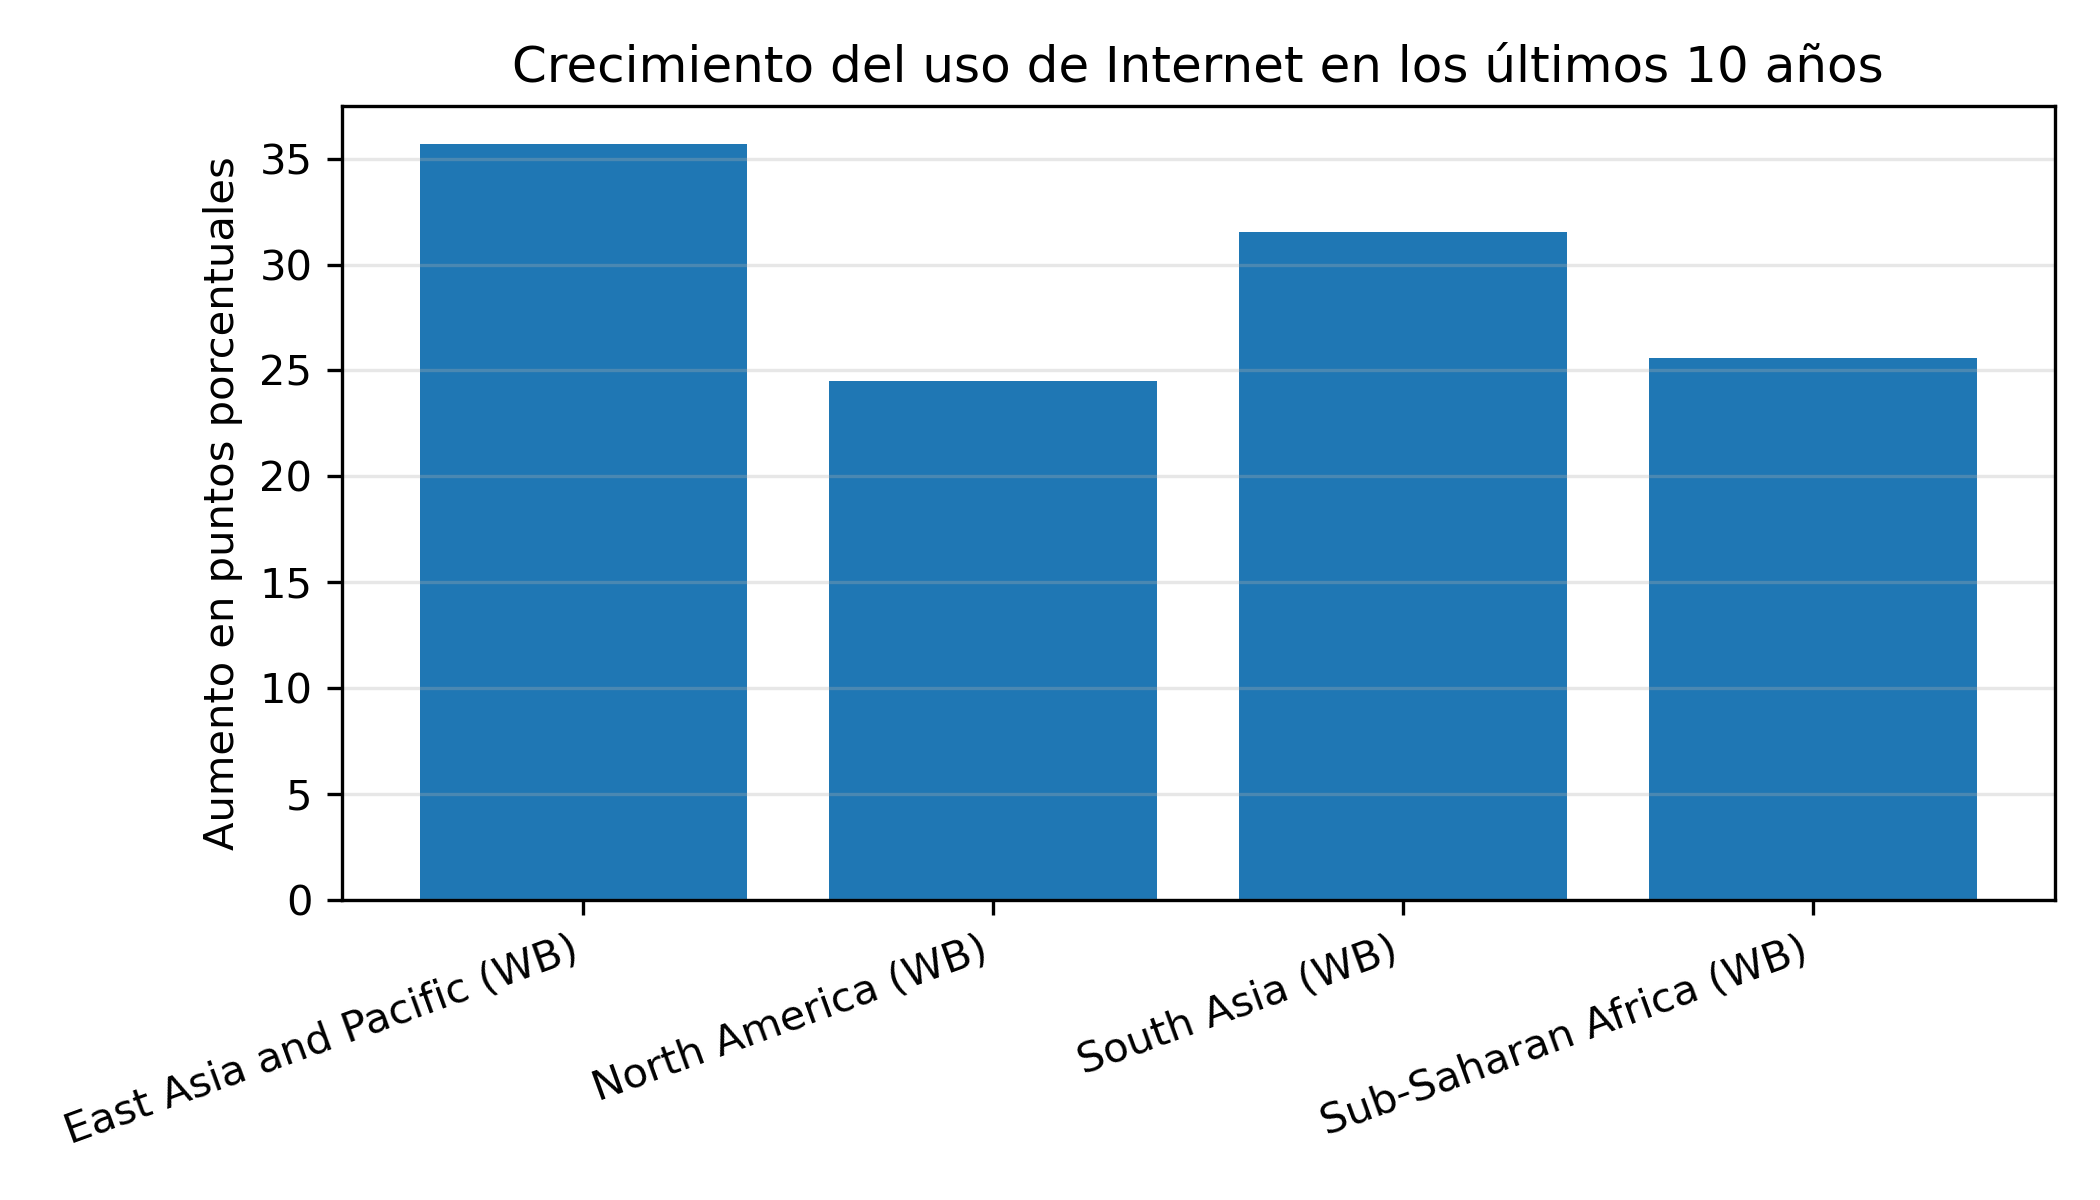 Crecimiento del uso de Internet en los últimos 10 años
Aumento en puntos porcentuales
35
30
25
20
15
10
5
0
East Asia and Pacific (WB)
North America (WB)
South Asia (WB)
Sub-Saharan Africa (WB)